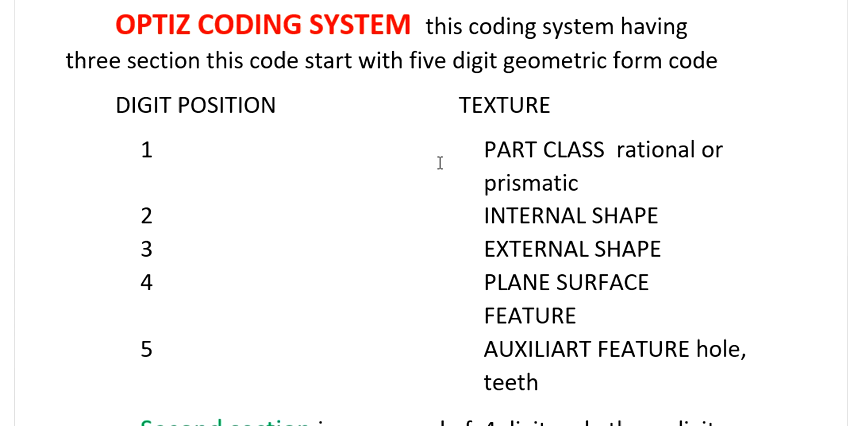 OPTIZ CODING SYSTEM this coding system having
three section this code start with five digit geometric form code
DIGIT POSITION TEXTURE
1 PART CLASS rational or
prismatic
2 INTERNAL SHAPE
3 EXTERNAL SHAPE
4 PLANE SURFACE
FEATURE
5 AUXILIART FEATURE hole,
teeth